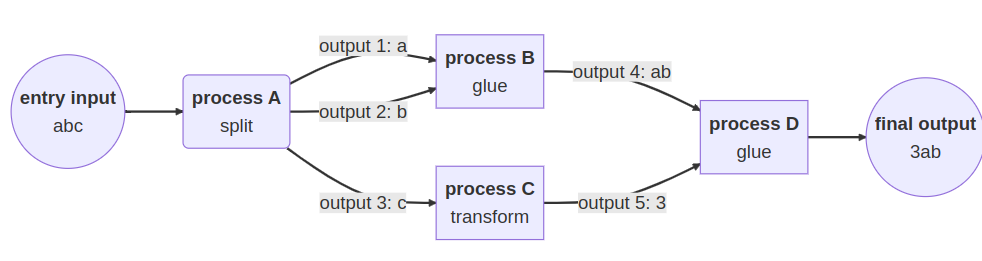 entry input
abc
process A
split
output 1: a
output 2: b
output 3: c
process B
glue
process C
transform
output 4: ab
output 5: 3
process D
glue
final output
3ab